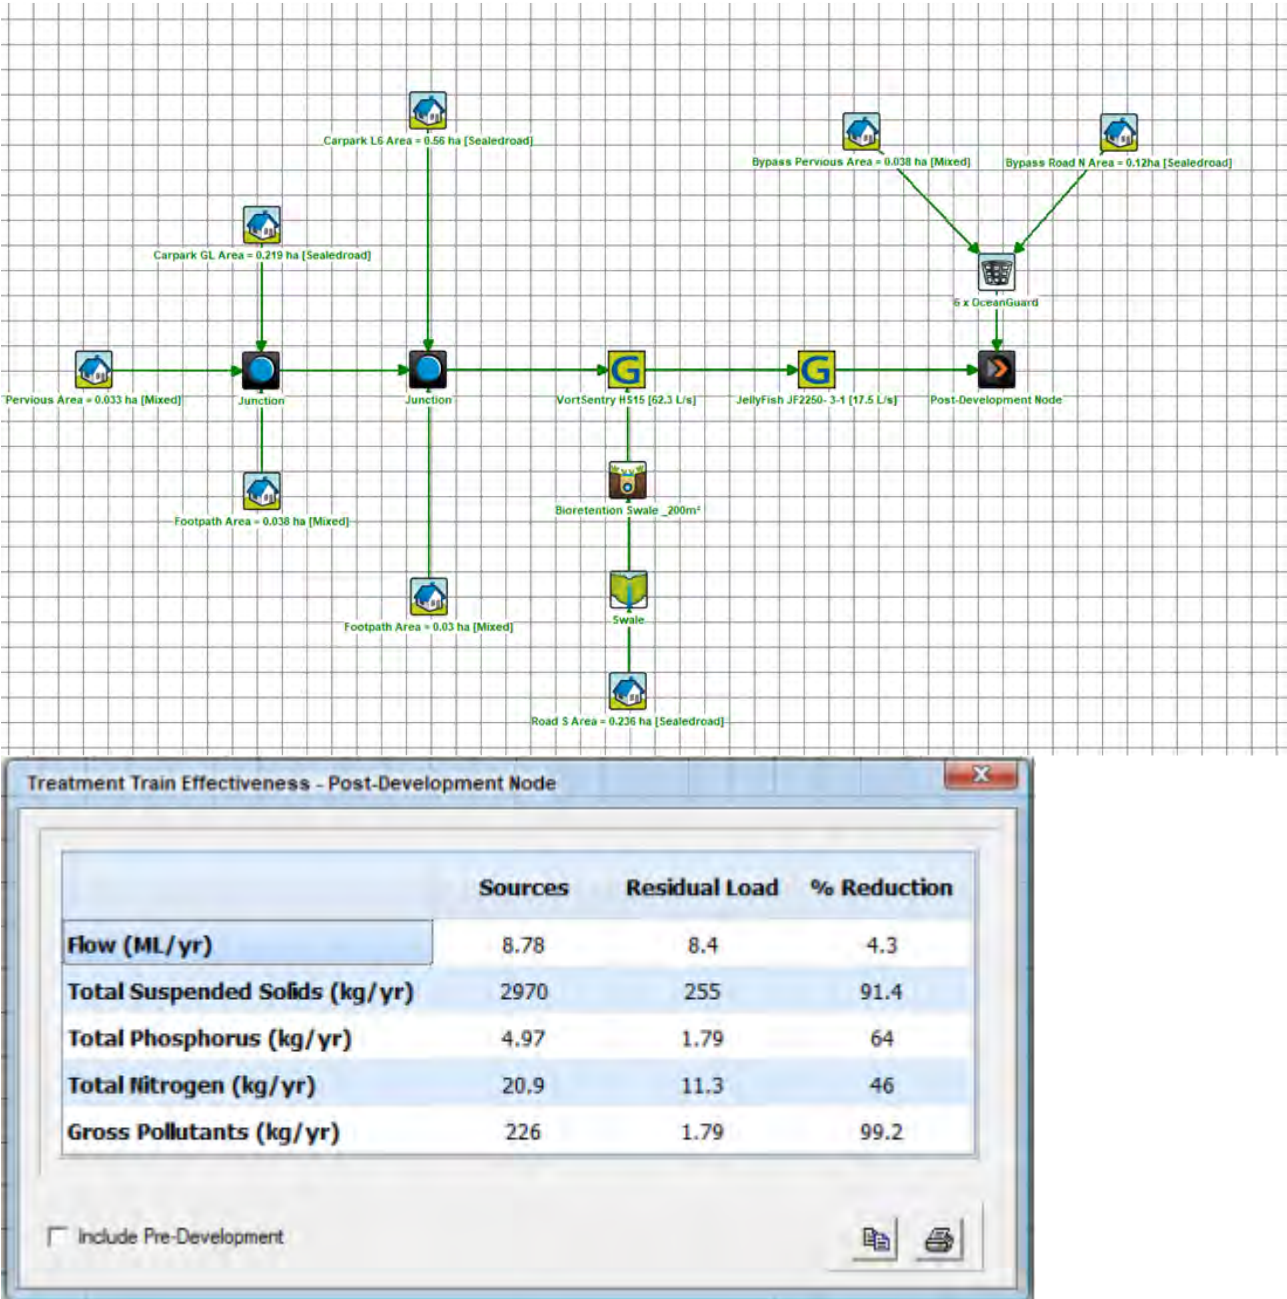 Carpark L6 Area = 0.56 ha [Sealedroad]
Bypass Pervious Area = 0.038 ha [Mixed]
Bypass Road N Area = 0.12ha [Sealedroad]
Carpark GL Area = 0.219 ha [Sealedroad]
6 x OceanGuard
Pervious Area = 0.033 ha [Mixed]
Junction
Junction
G
VortSentry HS15 [62.3 L/s]
G
JellyFish JF2250- 3-1 [17.5 L/s]
Post-Development Node
Footpath Area = 0.038 ha [Mixed]
Bioretention Swale _200m²
Footpath Area = 0.03 ha [Mixed]
Swale
Road S Area = 0.236 ha [Sealedroad]
Treatment Train Effectiveness - Post-Development Node
Sources Residual Load % Reduction
Flow (ML/yr) 8.78 8.4 4.3
Total Suspended Solids (kg/yr) 2970 255 91.4
Total Phosphorus (kg/yr) 4.97 1.79 64
Total Nitrogen (kg/yr) 20.9 11.3 46
Gross Pollutants (kg/yr) 226 1.79 99.2
Include Pre-Development